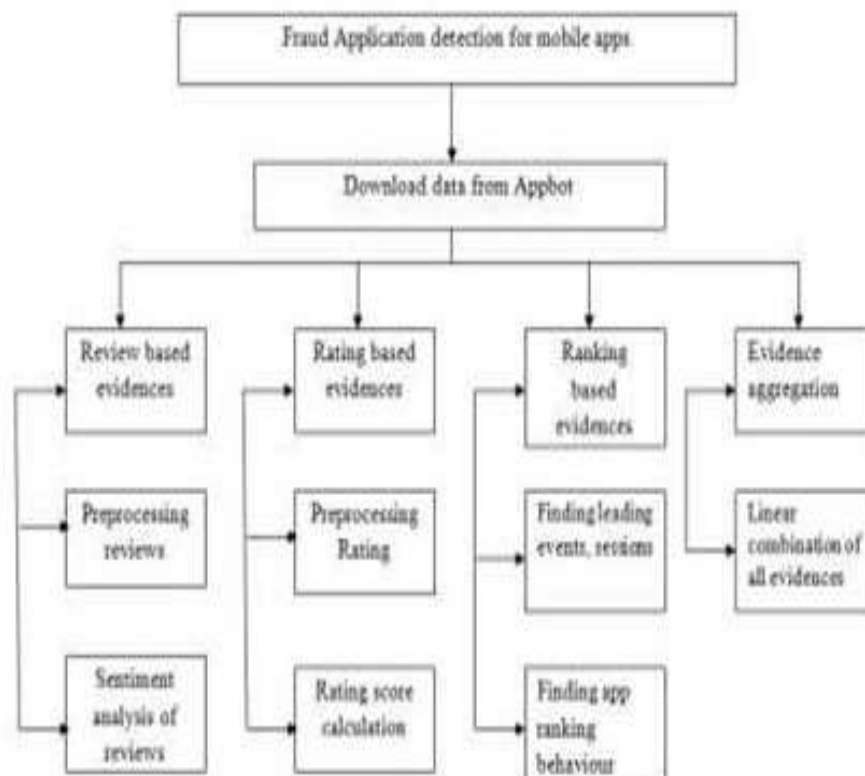 Fraud Application detection for mobile apps
Download data from Appbot
Review based
evidences
Preprocessing
reviews
Sentiment
analysis of
reviews
Rating based
evidences
Preprocessing
Rating
Rating score
calculation
Ranking
based
evidences
Finding leading
events, sessions
Finding app
ranking
behaviour
Evidence
aggregation
Linear
combination of
all evidences